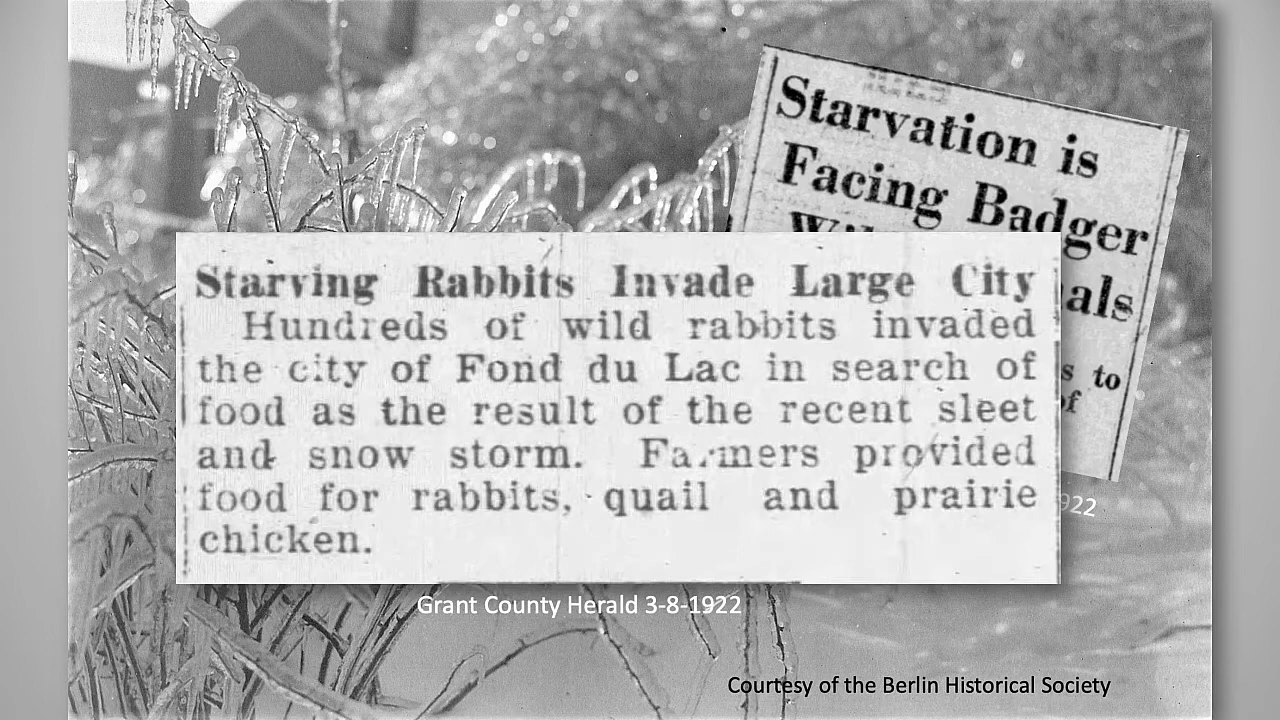 Starvation is
Facing Badger
als
s to
of
Starving Rabbits Invade Large City
Hundreds of wild rabbits invaded
the city of Fond du Lac in search of
food as the result of the recent sleet
and snow storm. Farmers provided
food for rabbits, quail and prairie
chicken.
922
Grant County Herald 3-8-1922
Courtesy of the Berlin Historical Society